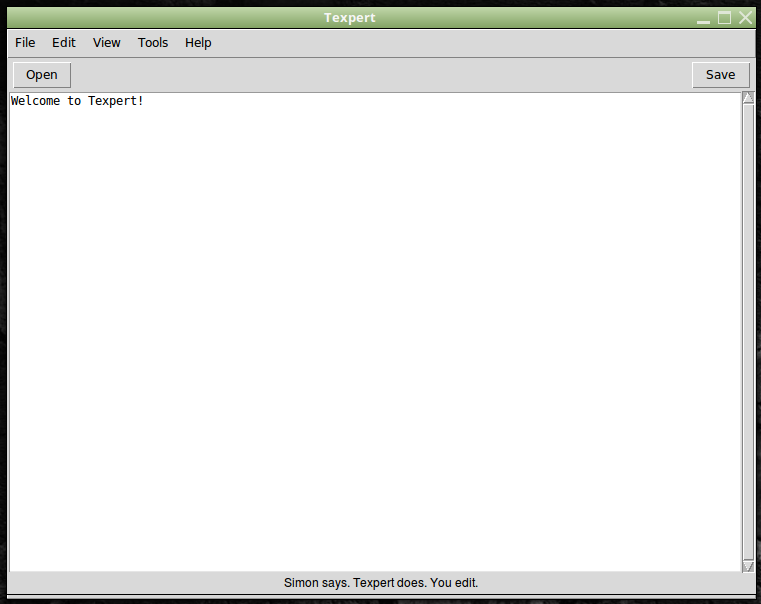 Texpert
File Edit View Tools Help
Open Save
Welcome to Texpert!
Simon says. Texpert does. You edit.